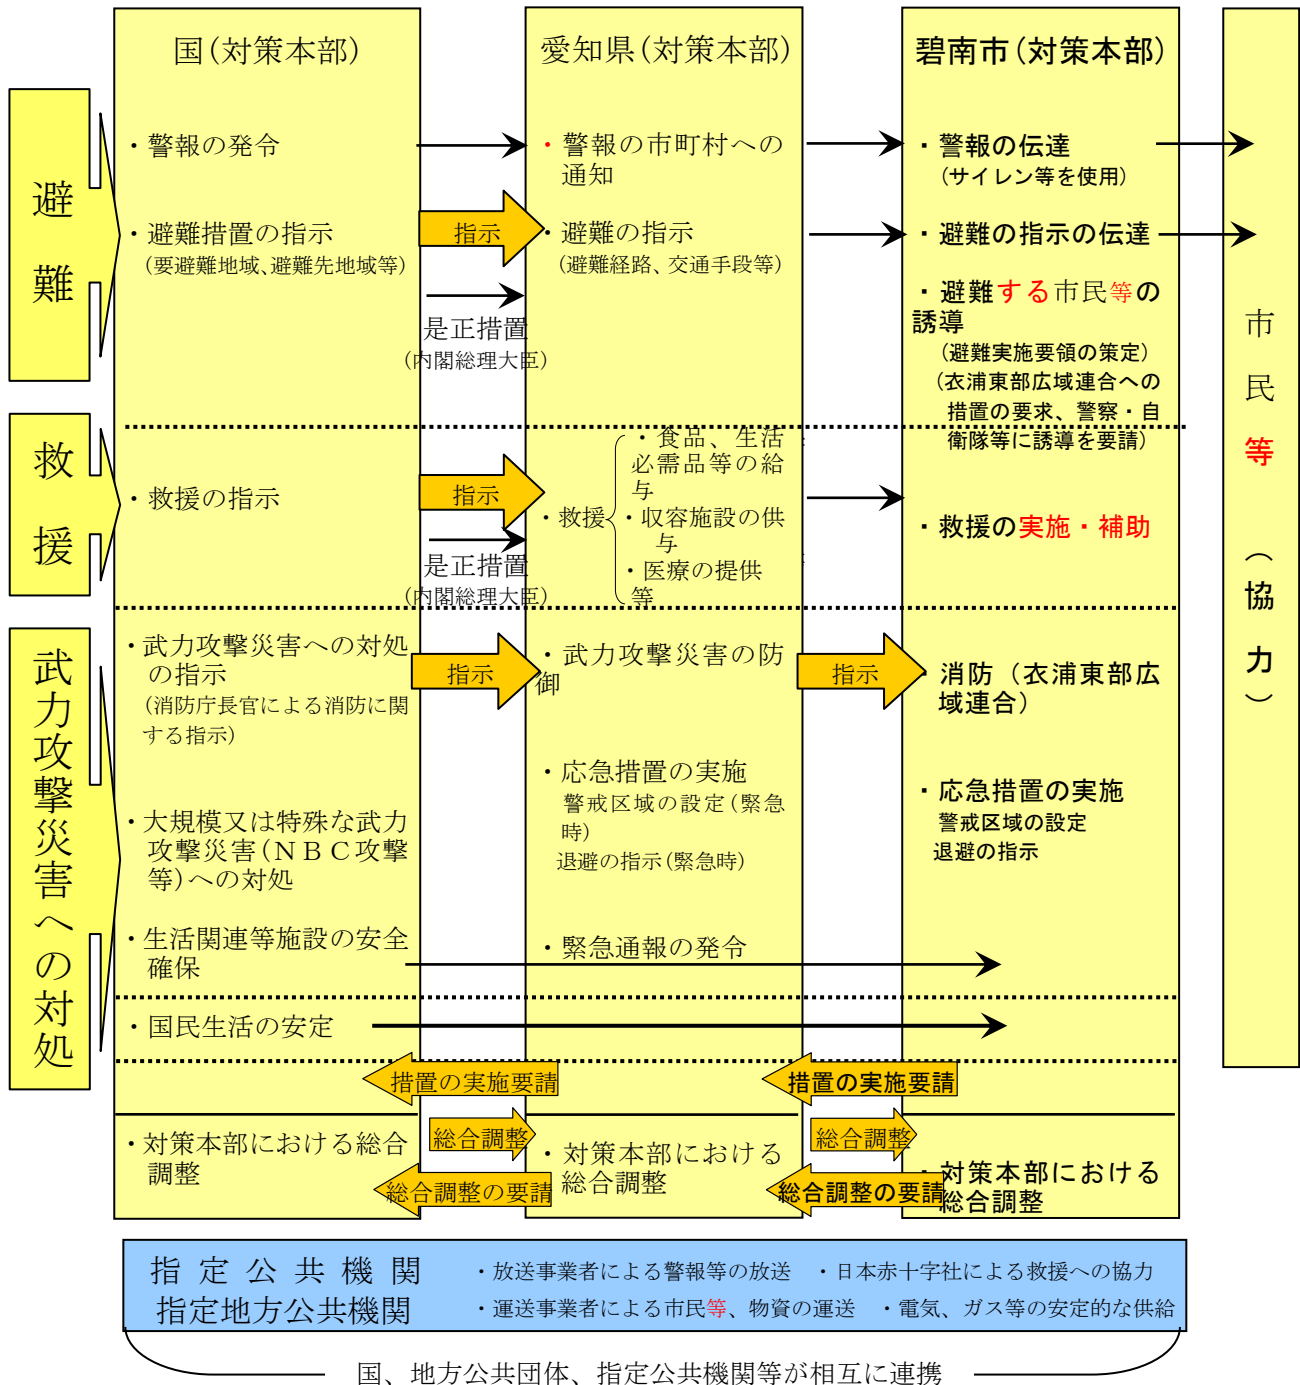 国(対策本部)
愛知県(対策本部)
碧南市(対策本部)
避難
・警報の発令
・避難措置の指示
(要避難地域、避難先地域等)
指示
是正措置
(内閣総理大臣)
・警報の市町村への
通知
・避難の指示
(避難経路、交通手段等)
・警報の伝達
(サイレン等を使用)
・避難の指示の伝達
・避難する市民等の
誘導
(避難実施要領の策定)
(衣浦東部広域連合への
措置の要求、警察・自
衛隊等に誘導を要請)
市民等(協力)
救援
・救援の指示
指示
是正措置
(内閣総理大臣)
・救援
・食品、生活
必需品等の給
与
・収容施設の供
与
・医療の提供
等
・救援の実施・補助
武力攻撃災害への対処
・武力攻撃災害への対処
の指示
(消防庁長官による消防に関
する指示)
指示
・武力攻撃災害の防
御
指示
・消防(衣浦東部広
域連合)
・大規模又は特殊な武力
攻撃災害(NBC攻撃
等)への対処
・応急措置の実施
警戒区域の設定(緊急
時)
退避の指示(緊急時)
・応急措置の実施
警戒区域の設定
退避の指示
・生活関連等施設の安全
確保
・緊急通報の発令
・国民生活の安定
措置の実施要請
措置の実施要請
・対策本部における総合
調整
総合調整
総合調整の要請
・対策本部における
総合調整
総合調整
総合調整の要請
・対策本部における
総合調整
指定公共機関
指定地方公共機関
・放送事業者による警報等の放送 ・日本赤十字社による救援への協力
・運送事業者による市民等、物資の運送 ・電気、ガス等の安定的な供給
国、地方公共団体、指定公共機関等が相互に連携